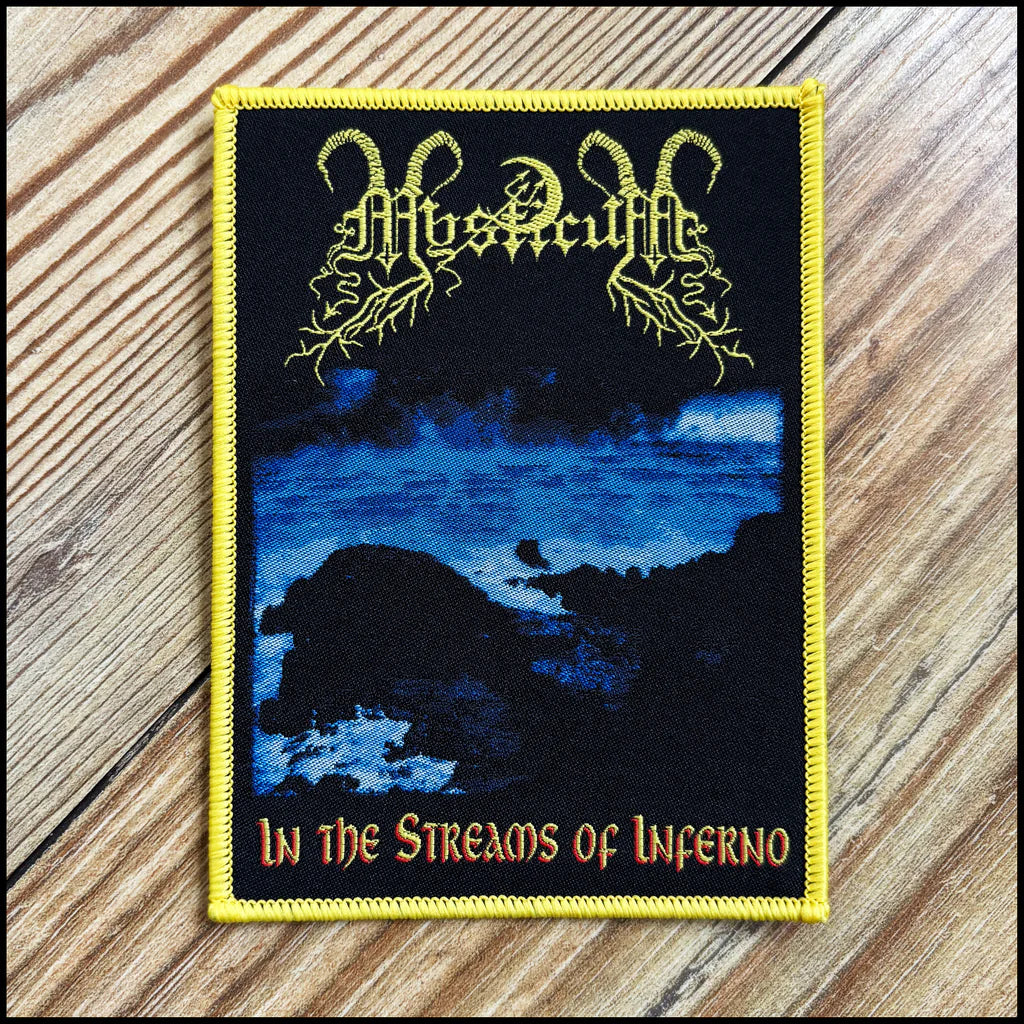 Mysticum
In the Streams of Inferno